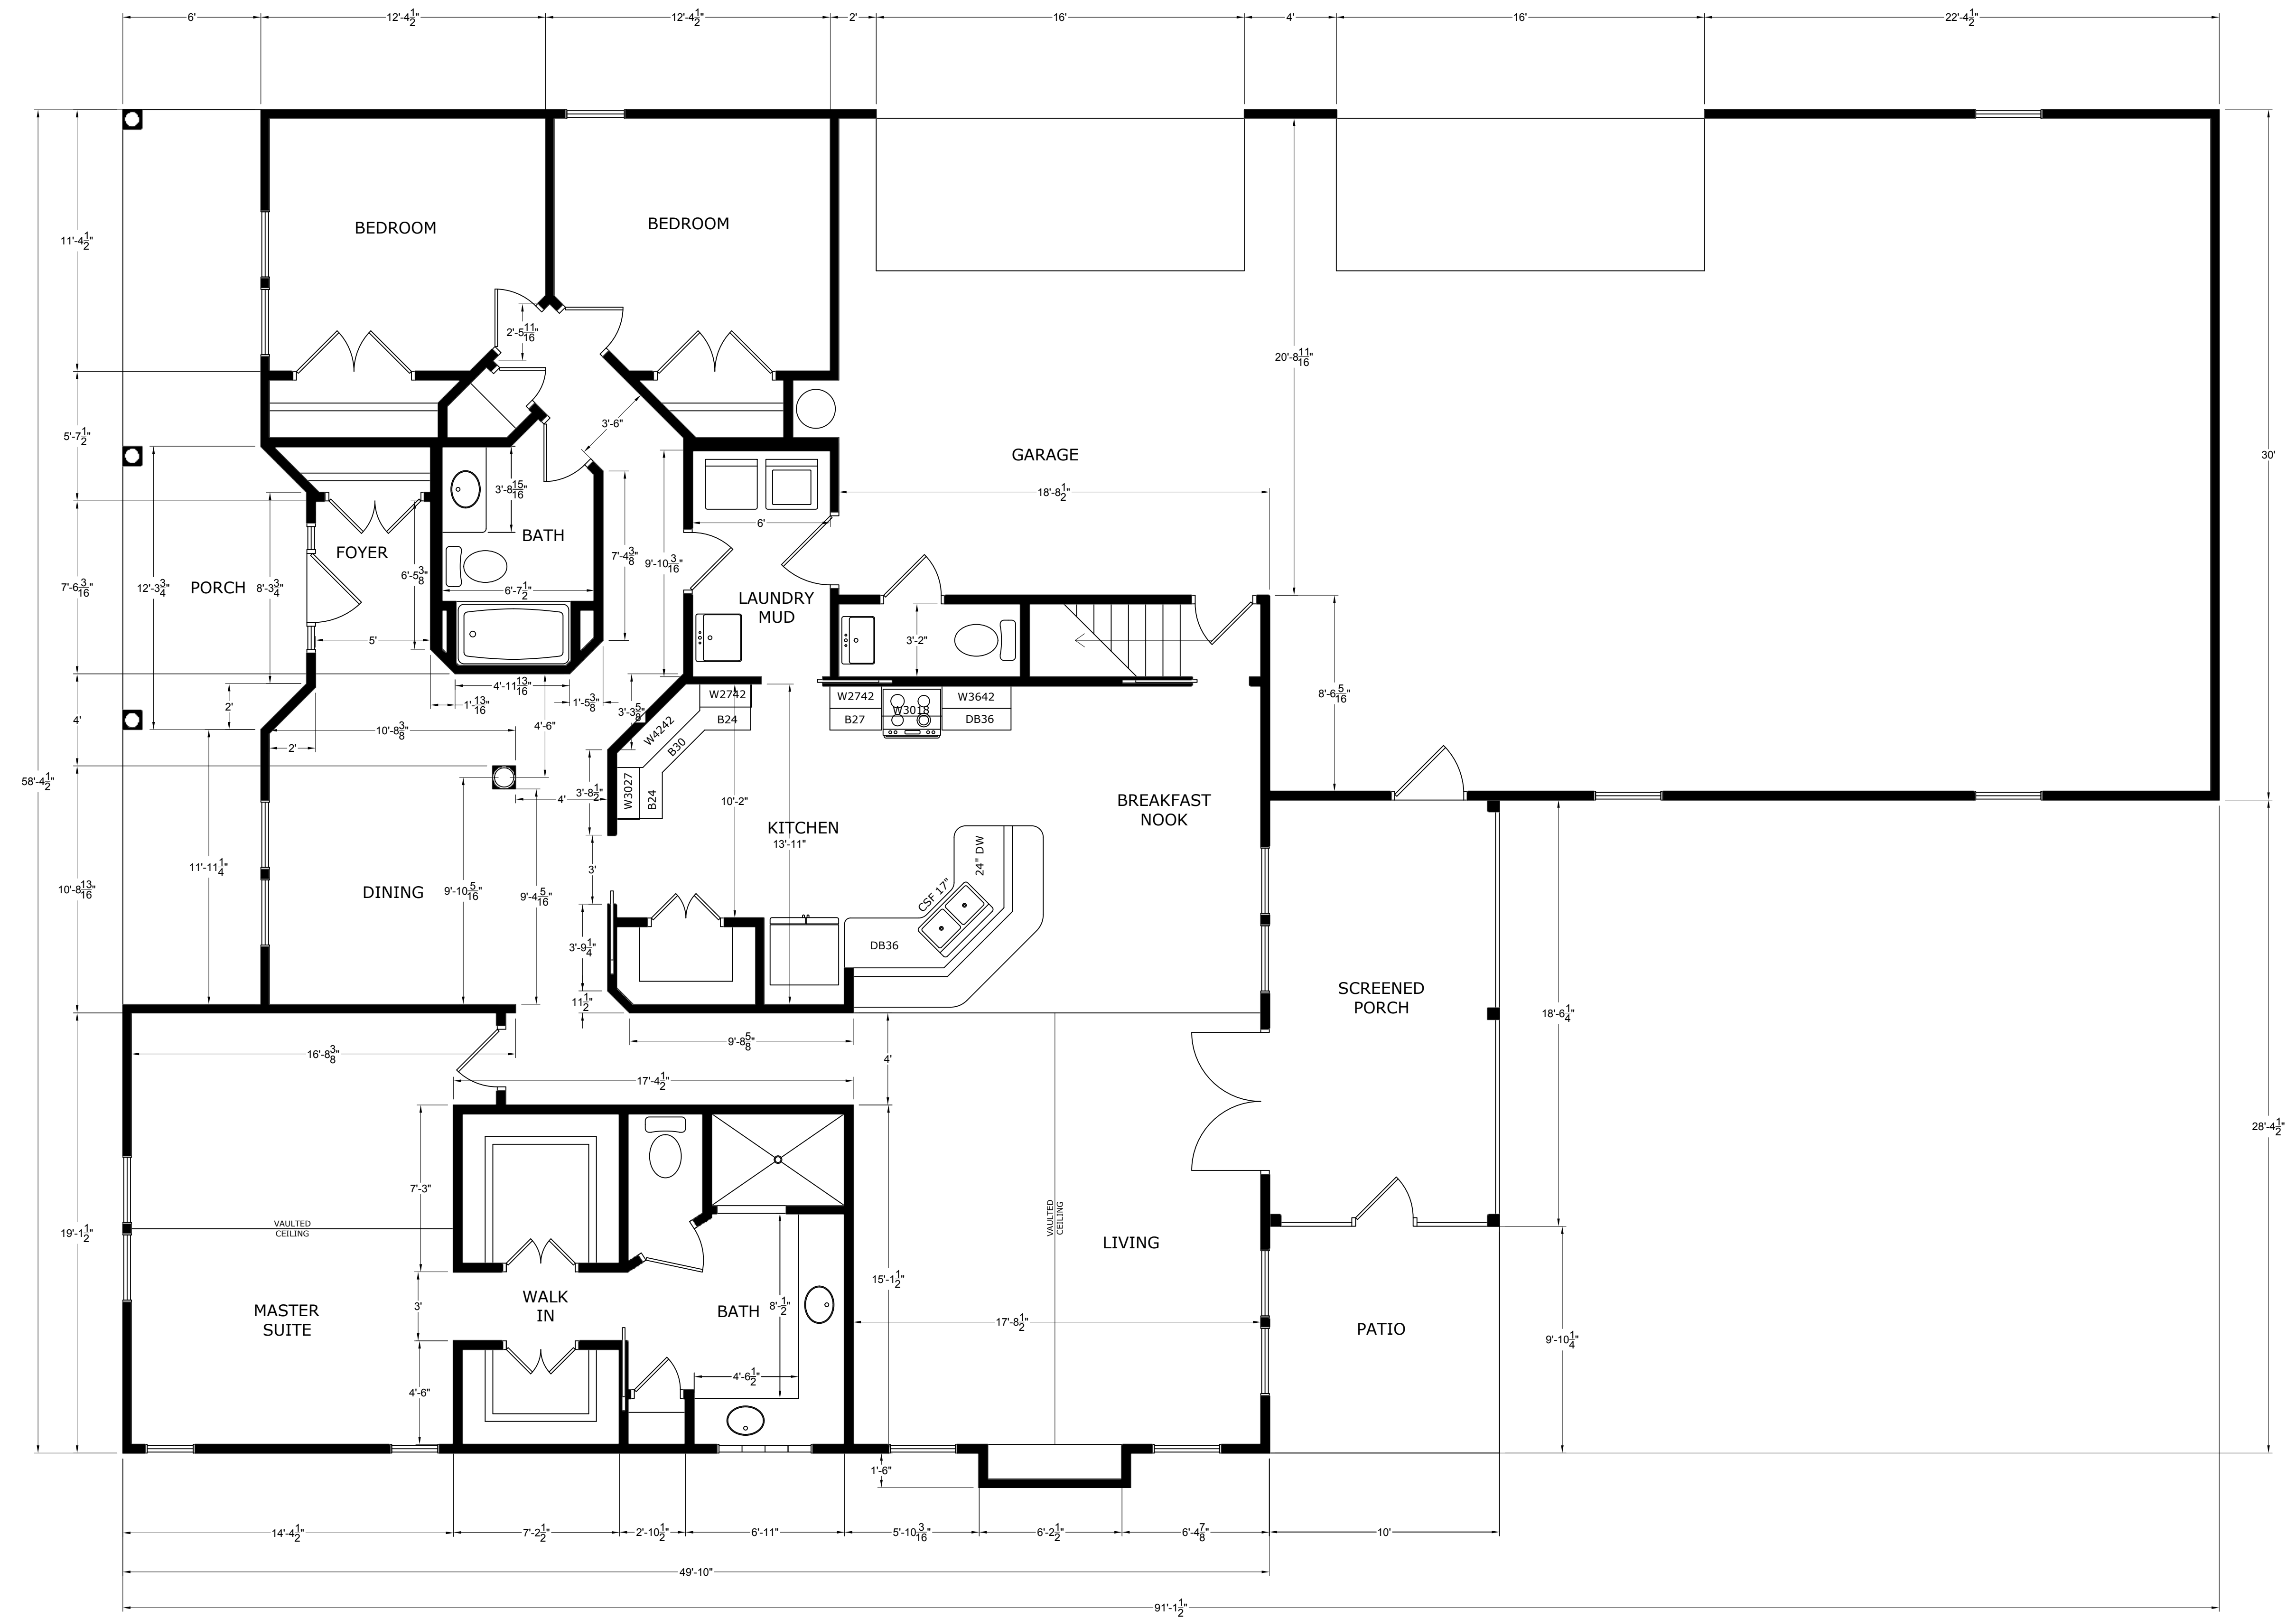 6'
12'-4 1/2"
12'-4 1/2"
2'
16'
4'
16'
22'-4 1/2"
BEDROOM
BEDROOM
11'-4 1/2"
2'-5 11/16"
20'-8 11/16"
3'-6"
5'-7 1/2"
GARAGE
30'
3'-8 15/16"
18'-8 1/2"
6'
BATH
FOYER
7'-4 3/8"
9'-10 3/16"
6'-5 3/8"
7'-6 3/16"
12'-3 3/4"
PORCH
8'-3 3/4"
6'-7 1/2"
LAUNDRY
MUD
5'
3'-2"
4'-11 13/16"
8'-6 5/16"
W2742
W2742
W3642
2'
1'-13/16"
1'-5 3/8"
3'-3 5/8"
W3018
4'
B24
B27
DB36
10'-8 3/8"
4'-6"
W4242
B30
2'
58'-4 1/2"
W3027
B24
3'-8 1/2"
4'
10'-2"
BREAKFAST
NOOK
KITCHEN
13'-11"
24" DW
11'-11 1/4"
3'
10'-8 13/16"
DINING
9'-10 5/16"
9'-4 5/16"
CSF 17"
3'-9 1/4"
DB36
SCREENED
PORCH
11 1/2"
18'-6 1/4"
9'-8 5/8"
16'-8 3/8"
4'
17'-4 1/2"
28'-4 1/2"
7'-3"
VAULTED
CEILING
VAULTED
CEILING
19'-1 1/2"
LIVING
15'-1 1/2"
WALK
IN
3'
MASTER
SUITE
BATH
8'-1/2"
17'-8 1/2"
PATIO
9'-10 1/4"
4'-6 1/2"
4'-6"
1'-6"
14'-4 1/2"
7'-2 1/2"
2'-10 1/2"
6'-11"
5'-10 3/16"
6'-2 1/2"
6'-4 7/8"
10'
49'-10"
91'-1 1/2"